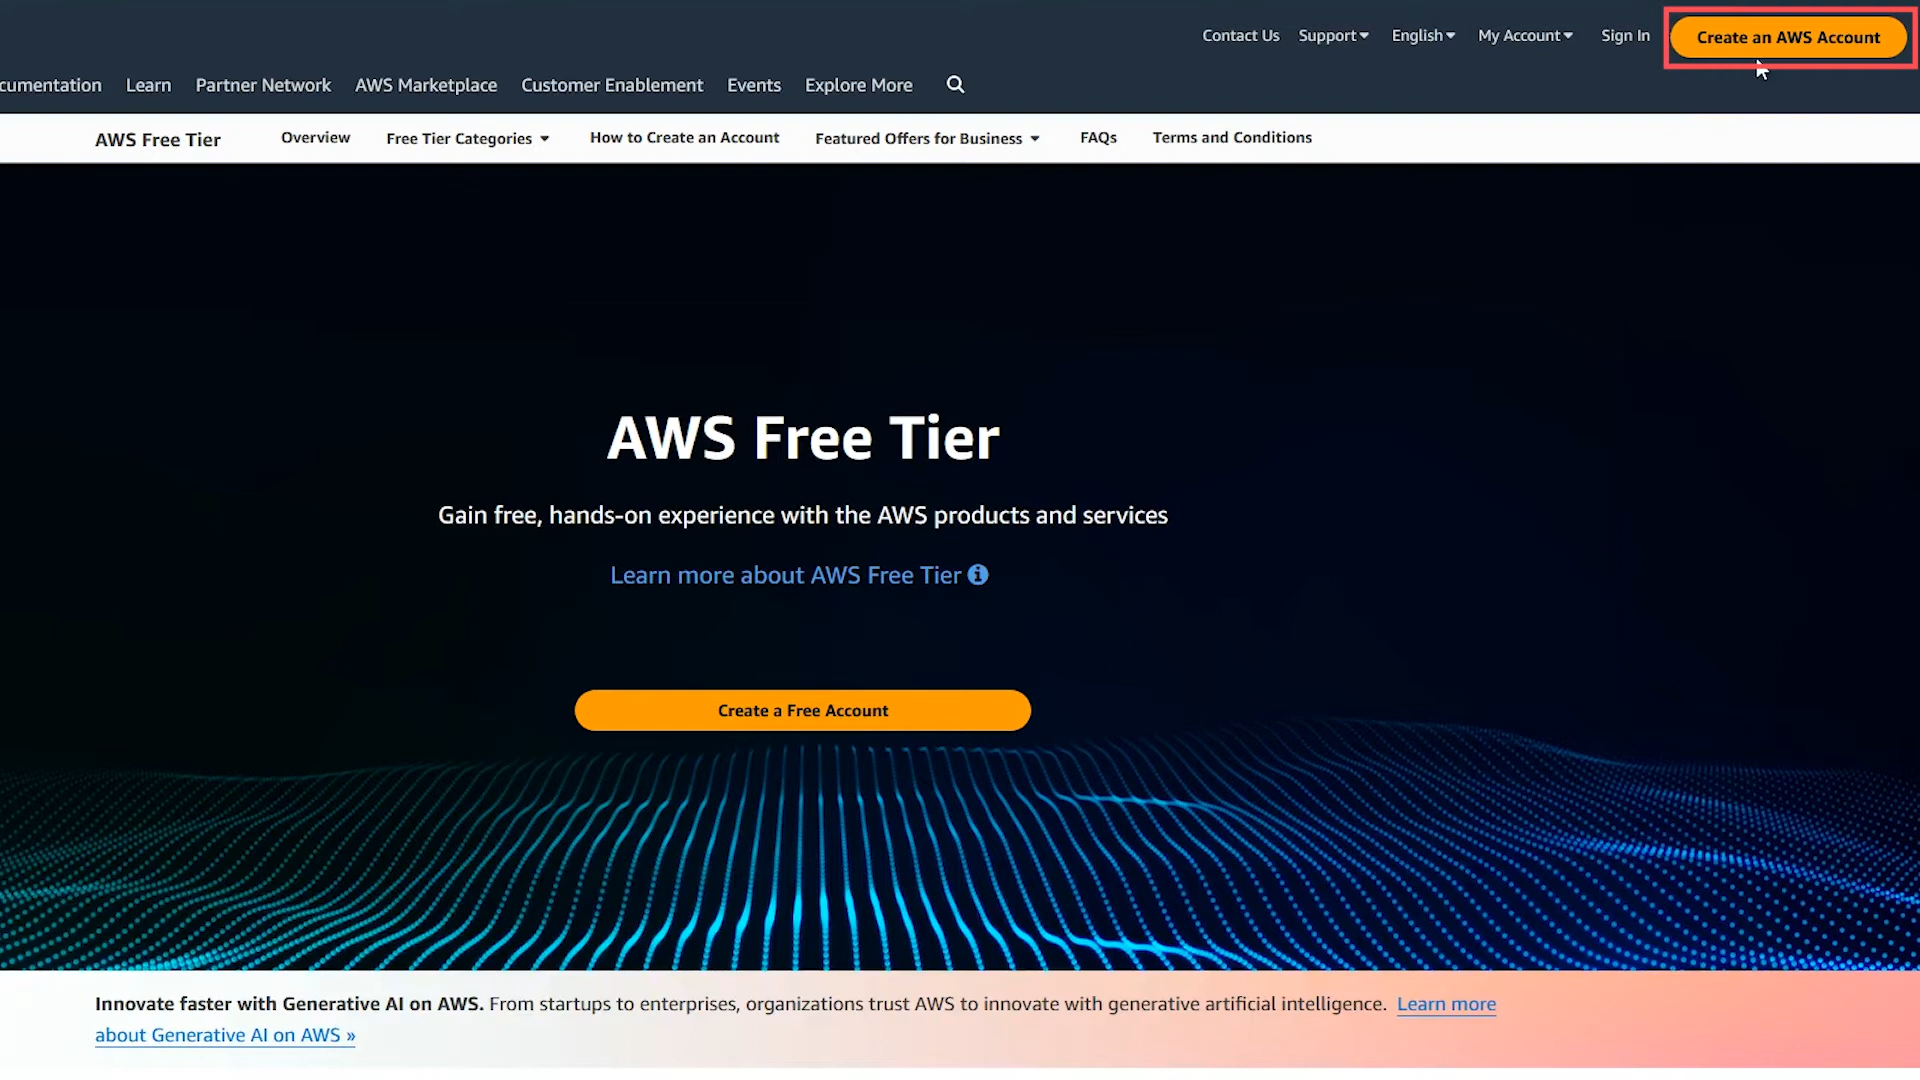 Contact Us Support English My Account Sign In Create an AWS Account
cumentation Learn Partner Network AWS Marketplace Customer Enablement Events Explore More
AWS Free Tier Overview Free Tier Categories How to Create an Account Featured Offers for Business FAQs Terms and Conditions
AWS Free Tier
Gain free, hands-on experience with the AWS products and services
Learn more about AWS Free Tier
Create a Free Account
Innovate faster with Generative AI on AWS. From startups to enterprises, organizations trust AWS to innovate with generative artificial intelligence. Learn more
about Generative AI on AWS »